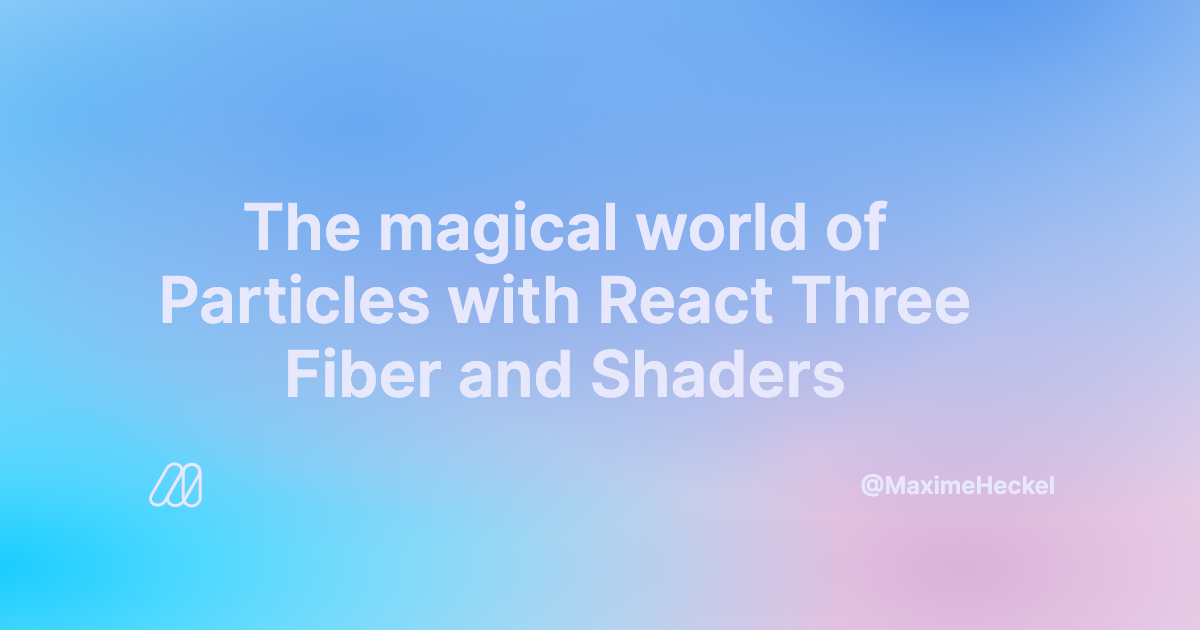 The magical world of
Particles with React Three
Fiber and Shaders
@MaximeHeckel